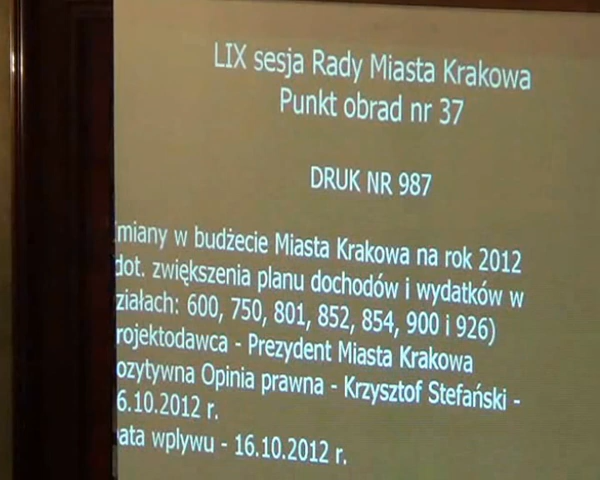 LIX sesja Rady Miasta Krakowa
Punkt obrad nr 37
DRUK NR 987
miany w budżecie Miasta Krakowa na rok 2012
dot. zwiększenia planu dochodów i wydatków w
ziałach: 600, 750, 801, 852, 854, 900 i 926)
rojektodawca - Prezydent Miasta Krakowa
ozytywna Opinia prawna - Krzysztof Stefański -
6.10.2012 r.
ata wplywu - 16.10.2012 r.